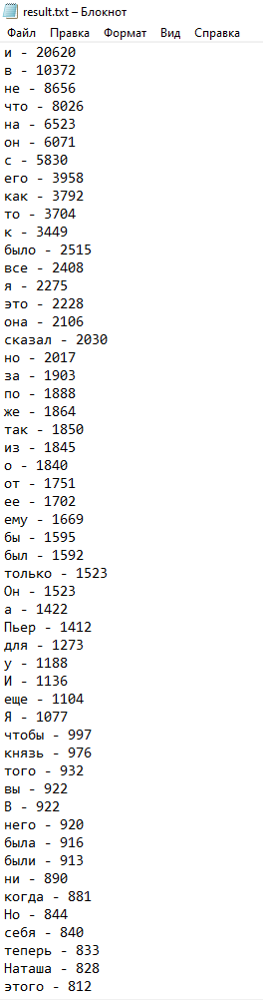 result.txt – Блокнот
Файл Правка Формат Вид Справка
и - 20620
в - 10372
не - 8656
что - 8026
на - 6523
он - 6071
с - 5830
его - 3958
как - 3792
то - 3704
к - 3449
было - 2515
все - 2408
я - 2275
это - 2228
она - 2106
сказал - 2030
но - 2017
за - 1903
по - 1888
же - 1864
так - 1850
из - 1845
о - 1840
от - 1751
ее - 1702
ему - 1669
бы - 1595
был - 1592
только - 1523
Он - 1523
а - 1422
Пьер - 1412
для - 1273
у - 1188
И - 1136
еще - 1104
Я - 1077
чтобы - 997
князь - 976
того - 932
вы - 922
В - 922
него - 920
была - 916
были - 913
ни - 890
когда - 881
Но - 844
себя - 840
теперь - 833
Наташа - 828
этого - 812